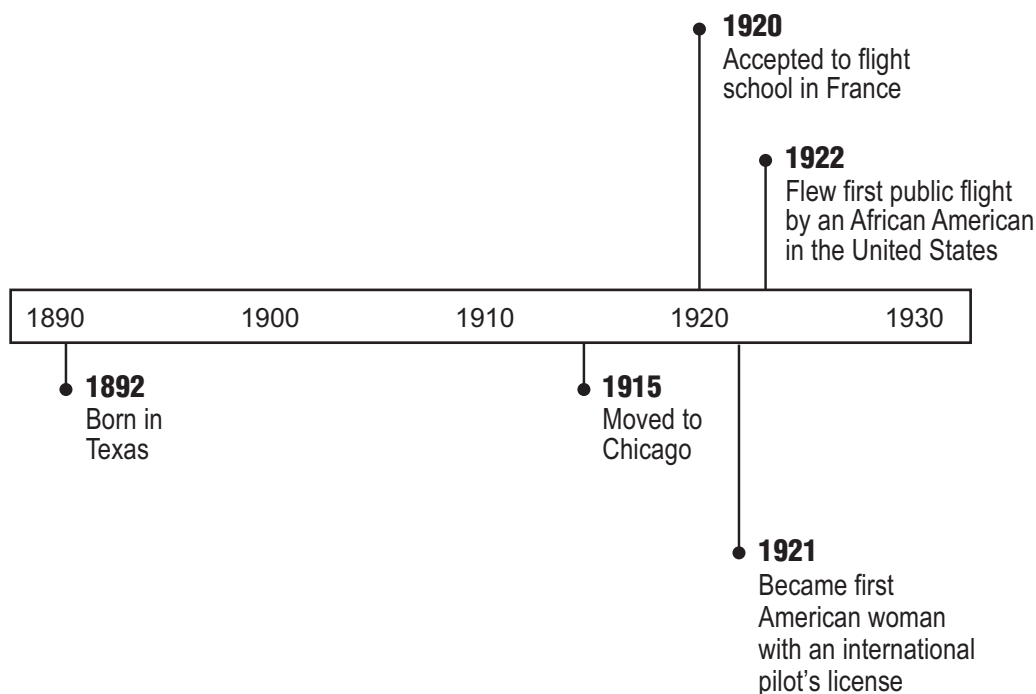 1920
Accepted to flight
school in France
1922
Flew first public flight
by an African American
in the United States
1890 1900 1910 1920 1930
1892
Born in
Texas
1915
Moved to
Chicago
1921
Became first
American woman
with an international
pilot's license